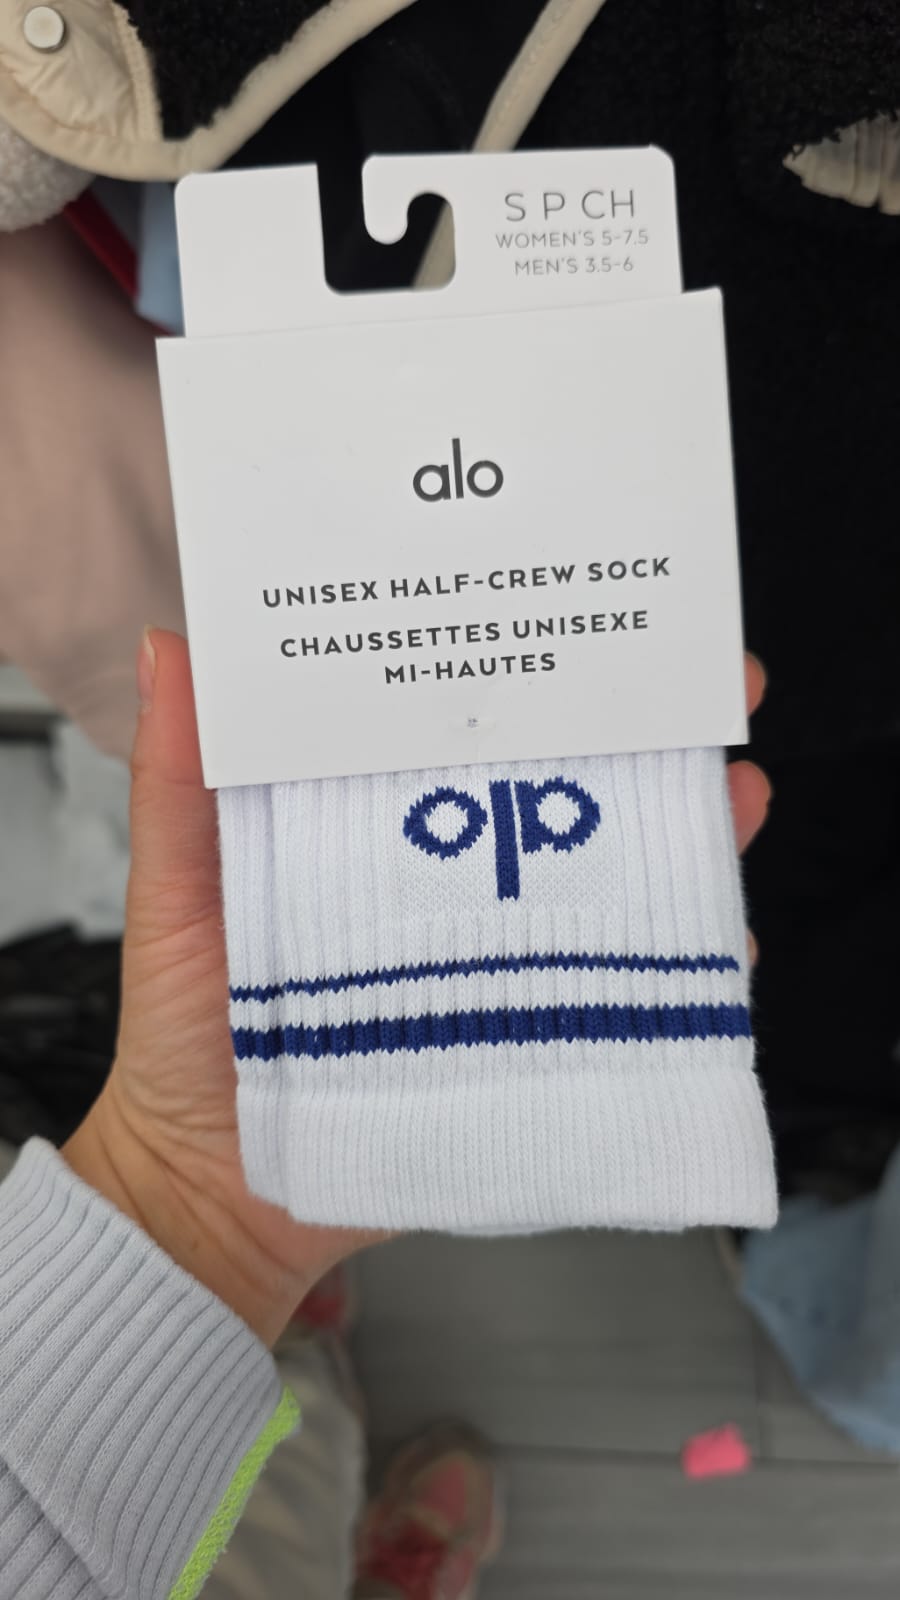 S P CH
WOMEN'S 5-7.5
MEN'S 3.5-6
alo
UNISEX HALF-CREW SOCK
CHAUSSETTES UNISEXE
MI-HAUTES
alo